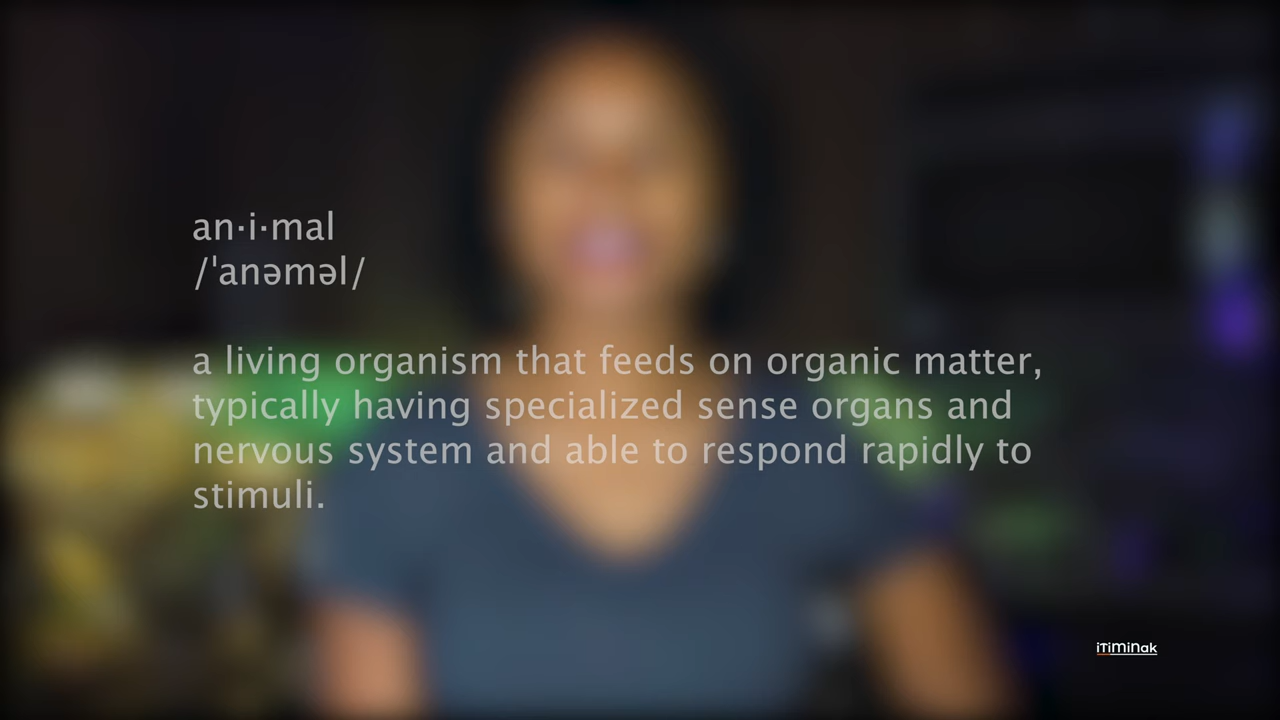 an·i·mal
/ˈanəməl/
a living organism that feeds on organic matter,
typically having specialized sense organs and
nervous system and able to respond rapidly to
stimuli.
iTiMiNak